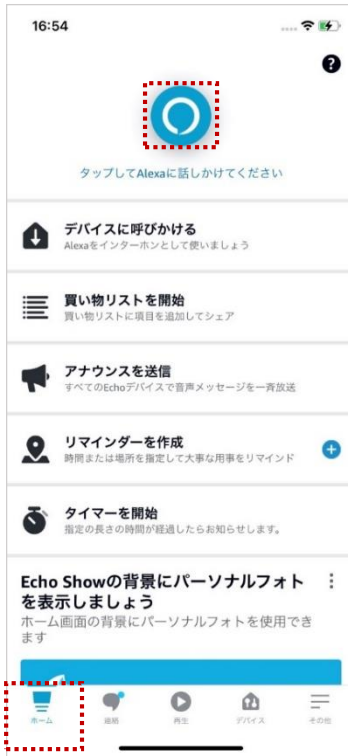 16:54
?
タップしてAlexaに話しかけてください
デバイスに呼びかける
Alexaをインターホンとして使いましょう
買い物リストを開始
買い物リストに項目を追加してシェア
アナウンスを送信
すべてのEchoデバイスで音声メッセージを一斉放送
リマインダーを作成
時間または場所を指定して大事な用事をリマインド
タイマーを開始
指定の長さの時間が経過したらお知らせします。
Echo Showの背景にパーソナルフォト
を表示しましょう
ホーム画面の背景にパーソナルフォトを使用でき
ます
ホーム 連絡 再生 デバイス その他